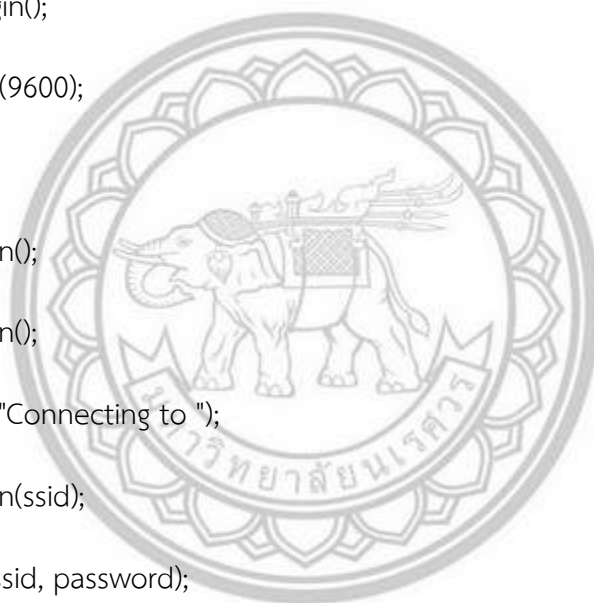 gin();
(9600);
n();
n();
"Connecting to ");
n(ssid);
ssid, password);
มหาวิทยาลัยนเรศวร